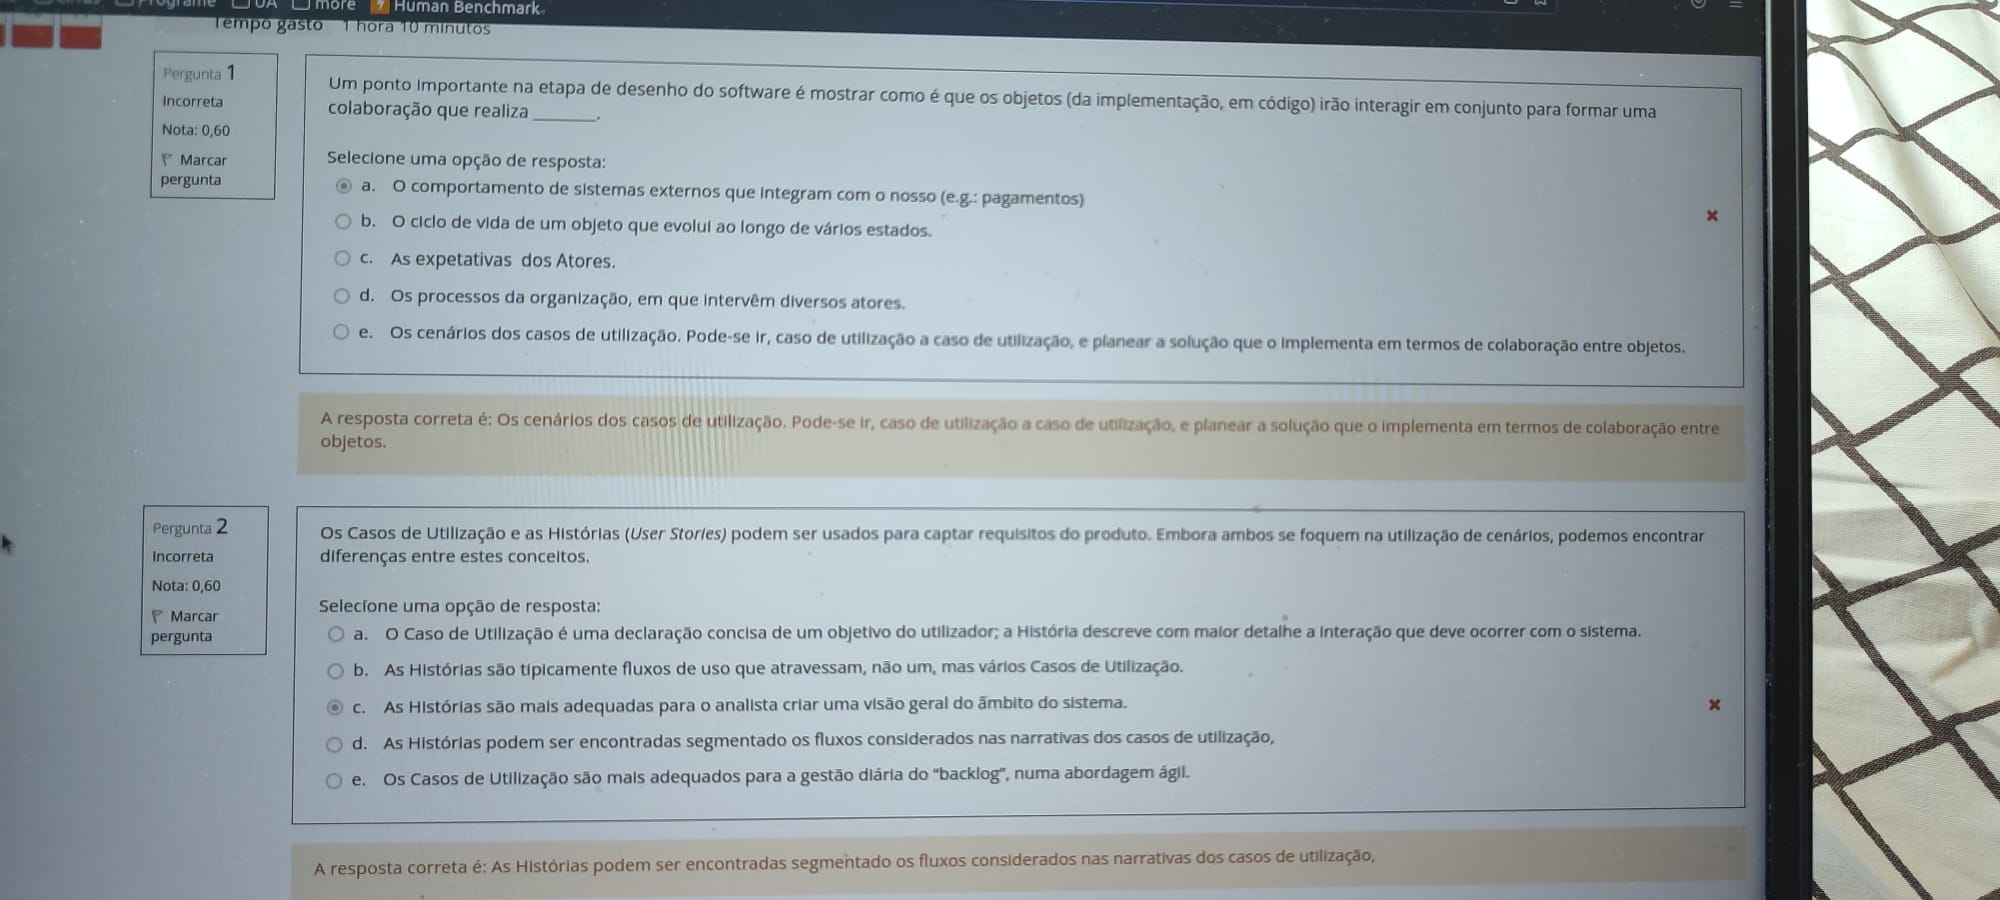 more
Human Benchmark
Tempo gasto 1 hora 10 minutos
Pergunta 1
Incorreta
Nota: 0,60
Marcar
pergunta
Um ponto importante na etapa de desenho do software é mostrar como é que os objetos (da implementação, em código) irão interagir em conjunto para formar uma
colaboração que realiza _______.
Selecione uma opção de resposta:
a. O comportamento de sistemas externos que integram com o nosso (e.g.: pagamentos)
b. O ciclo de vida de um objeto que evolui ao longo de vários estados.
c. As expetativas dos Atores.
d. Os processos da organização, em que intervêm diversos atores.
e. Os cenários dos casos de utilização. Pode-se ir, caso de utilização a caso de utilização, e planear a solução que o implementa em termos de colaboração entre objetos.
A resposta correta é: Os cenários dos casos de utilização. Pode-se ir, caso de utilização a caso de utilização, e planear a solução que o implementa em termos de colaboração entre
objetos.
Pergunta 2
Incorreta
Nota: 0,60
Marcar
pergunta
Os Casos de Utilização e as Histórias (User Stories) podem ser usados para captar requisitos do produto. Embora ambos se foquem na utilização de cenários, podemos encontrar
diferenças entre estes conceitos.
Selecione uma opção de resposta:
a. O Caso de Utilização é uma declaração concisa de um objetivo do utilizador; a História descreve com maior detalhe a interação que deve ocorrer com o sistema.
b. As Histórias são tipicamente fluxos de uso que atravessam, não um, mas vários Casos de Utilização.
c. As Histórias são mais adequadas para o analista criar uma visão geral do âmbito do sistema.
d. As Histórias podem ser encontradas segmentado os fluxos considerados nas narrativas dos casos de utilização,
e. Os Casos de Utilização são mais adequados para a gestão diária do “backlog”, numa abordagem ágil.
A resposta correta é: As Histórias podem ser encontradas segmentado os fluxos considerados nas narrativas dos casos de utilização,